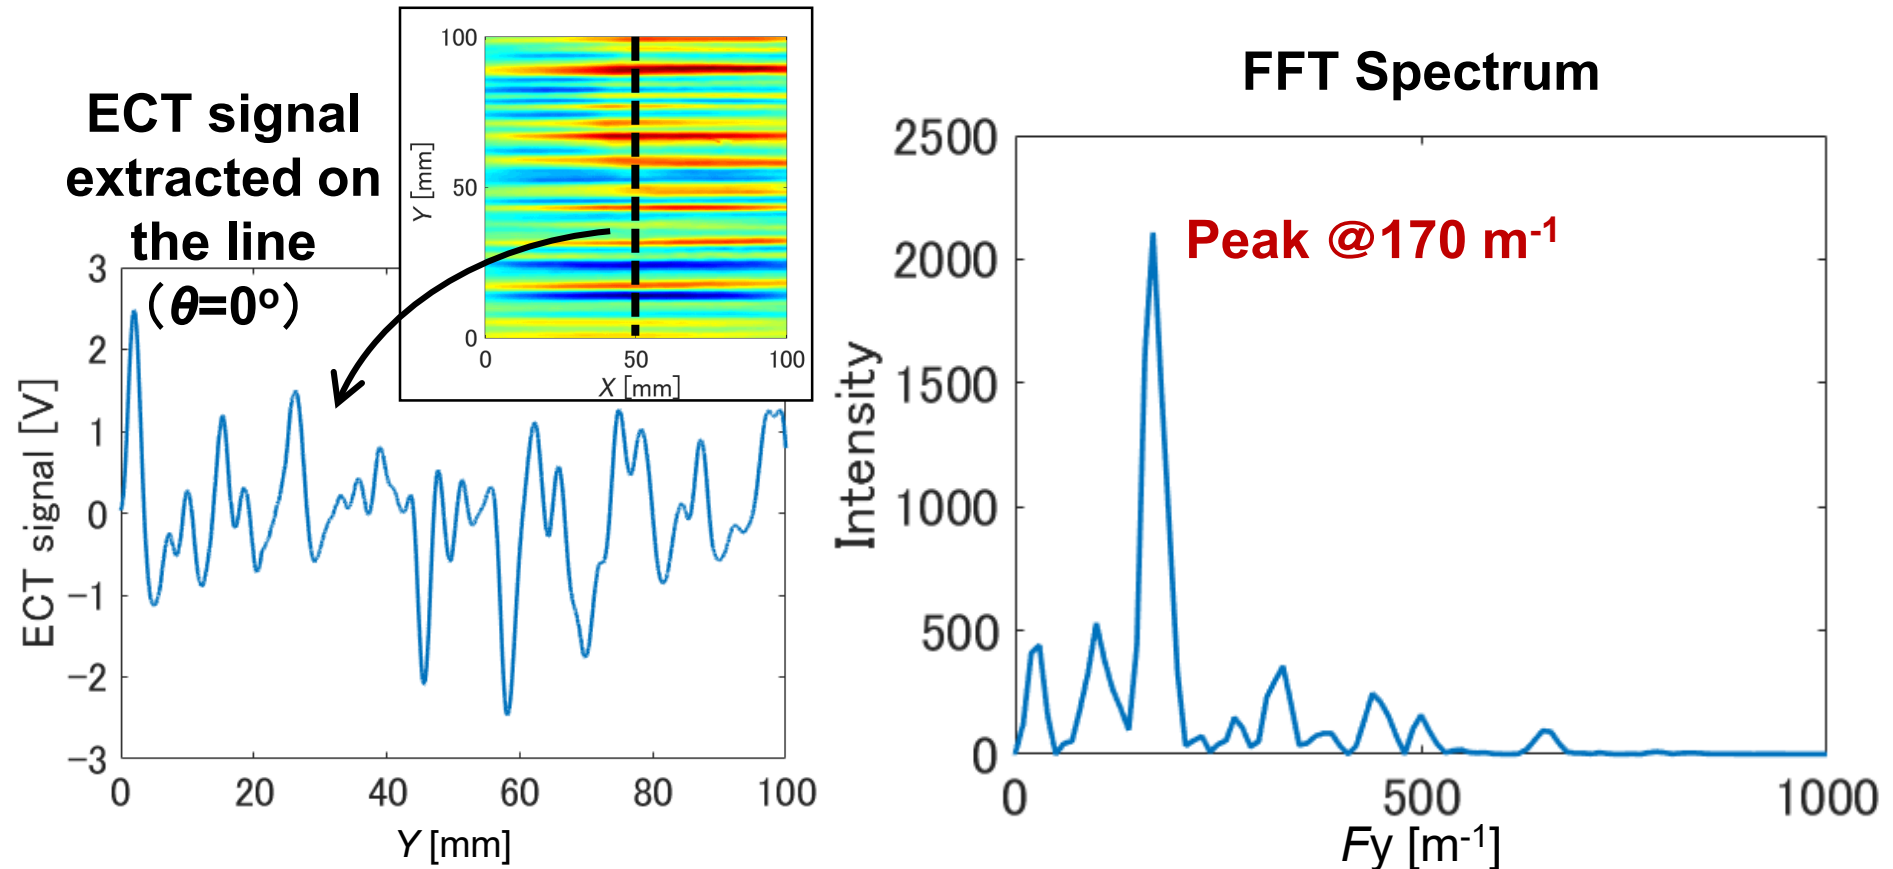 ECT signal
extracted on
the line
（θ=0°）
3
2
1
0
−1
−2
−3
ECT signal [V]
0 20 40 60 80 100
Y [mm]
100
50
0
Y [mm]
0 50 100
X [mm]
FFT Spectrum
2500
2000
1500
1000
500
0
Intensity
Peak @170 m⁻¹
0 500 1000
Fy [m⁻¹]